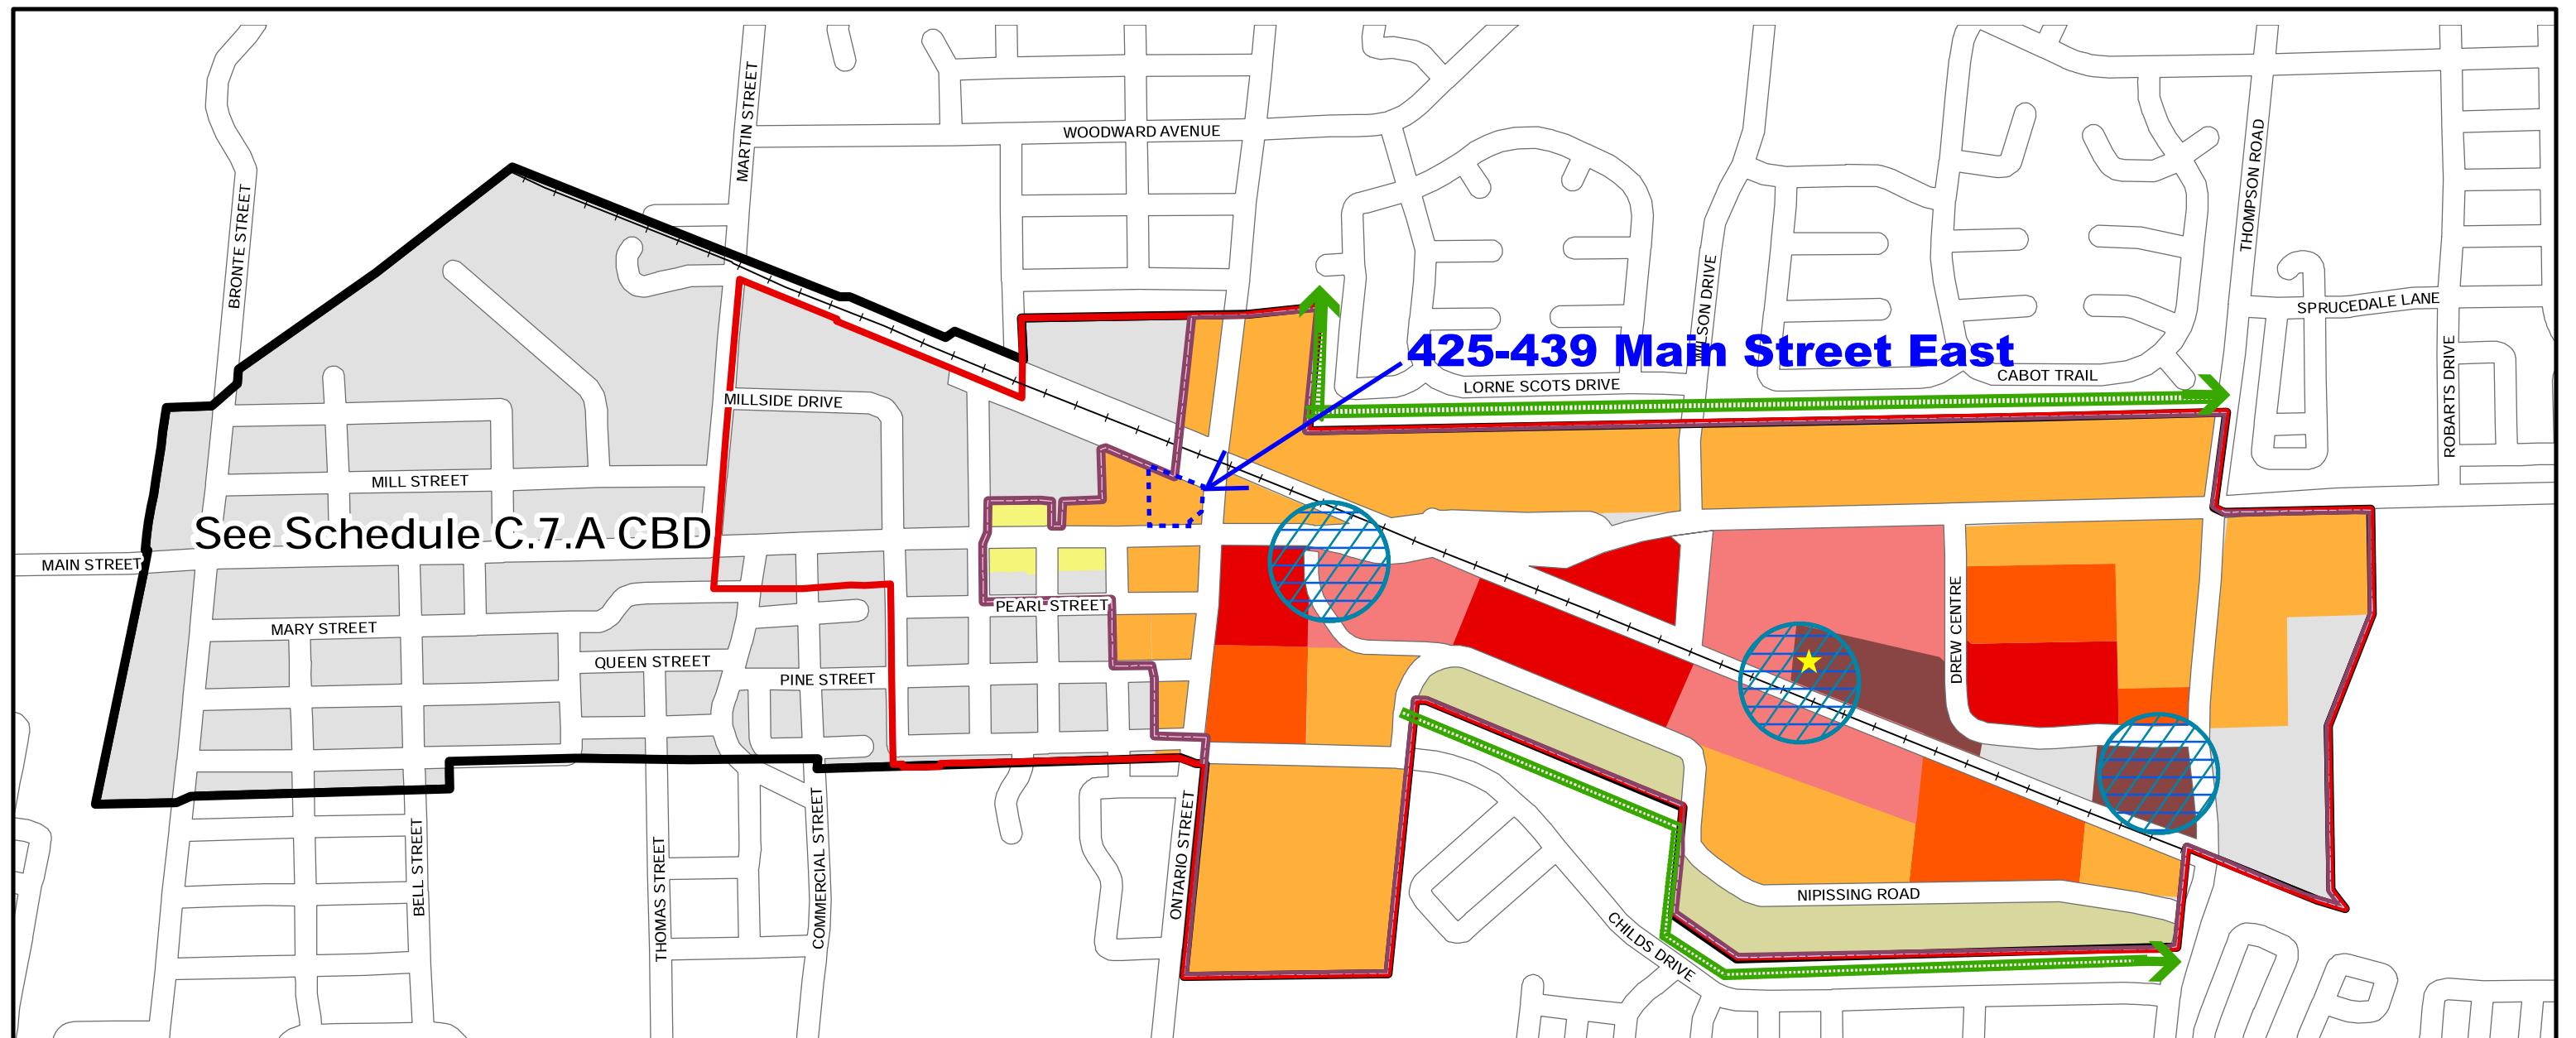 MARTIN STREET
WOODWARD AVENUE
THOMPSON ROAD
BRONTE STREET
WILSON DRIVE
SPRUCEDALE LANE
425-439 Main Street East
ROBARTS DRIVE
LORNE SCOTS DRIVE
CABOT TRAIL
MILLSIDE DRIVE
MILL STREET
See Schedule C.7.A CBD
MAIN STREET
PEARL STREET
DREW CENTRE
MARY STREET
QUEEN STREET
PINE STREET
ONTARIO STREET
BELL STREET
THOMAS STREET
COMMERCIAL STREET
NIPISSING ROAD
CHILDS DRIVE